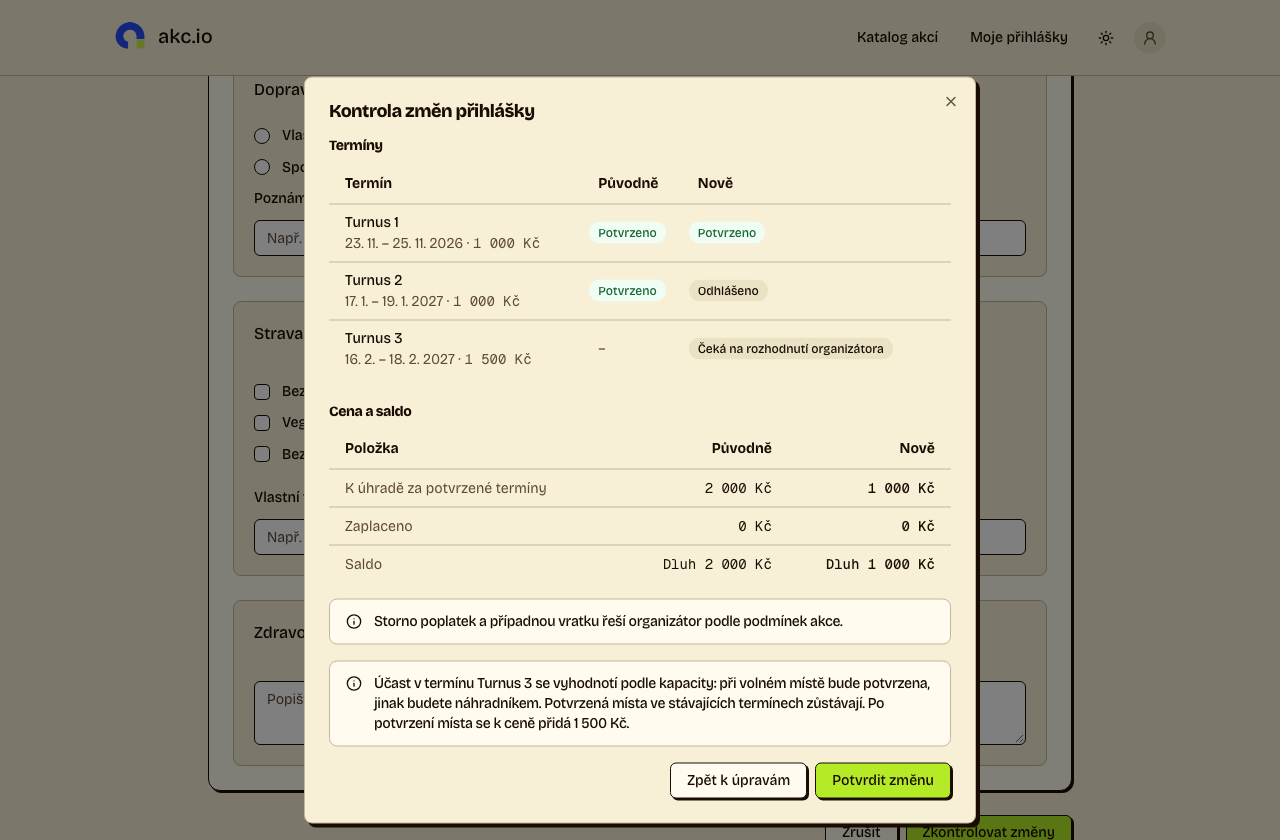 akc.io
Katalog akcí
Moje přihlášky
Kontrola změn přihlášky
Termíny
Termín Původně Nově
Turnus 1
23. 11. – 25. 11. 2026 · 1 000 Kč
Potvrzeno Potvrzeno
Turnus 2
17. 1. – 19. 1. 2027 · 1 000 Kč
Potvrzeno Odhlášeno
Turnus 3
16. 2. – 18. 2. 2027 · 1 500 Kč
– Čeká na rozhodnutí organizátora
Cena a saldo
Položka Původně Nově
K úhradě za potvrzené termíny 2 000 Kč 1 000 Kč
Zaplaceno 0 Kč 0 Kč
Saldo Dluh 2 000 Kč Dluh 1 000 Kč
Storno poplatek a případnou vratku řeší organizátor podle podmínek akce.
Účast v termínu Turnus 3 se vyhodnotí podle kapacity: při volném místě bude potvrzena,
jinak budete náhradníkem. Potvrzená místa ve stávajících termínech zůstávají. Po
potvrzení místa se k ceně přidá 1 500 Kč.
Zpět k úpravám
Potvrdit změnu
Strava
Bez
Bez
Vlastní
Např.
Např.
Zrušit
Zkontrolovat změny